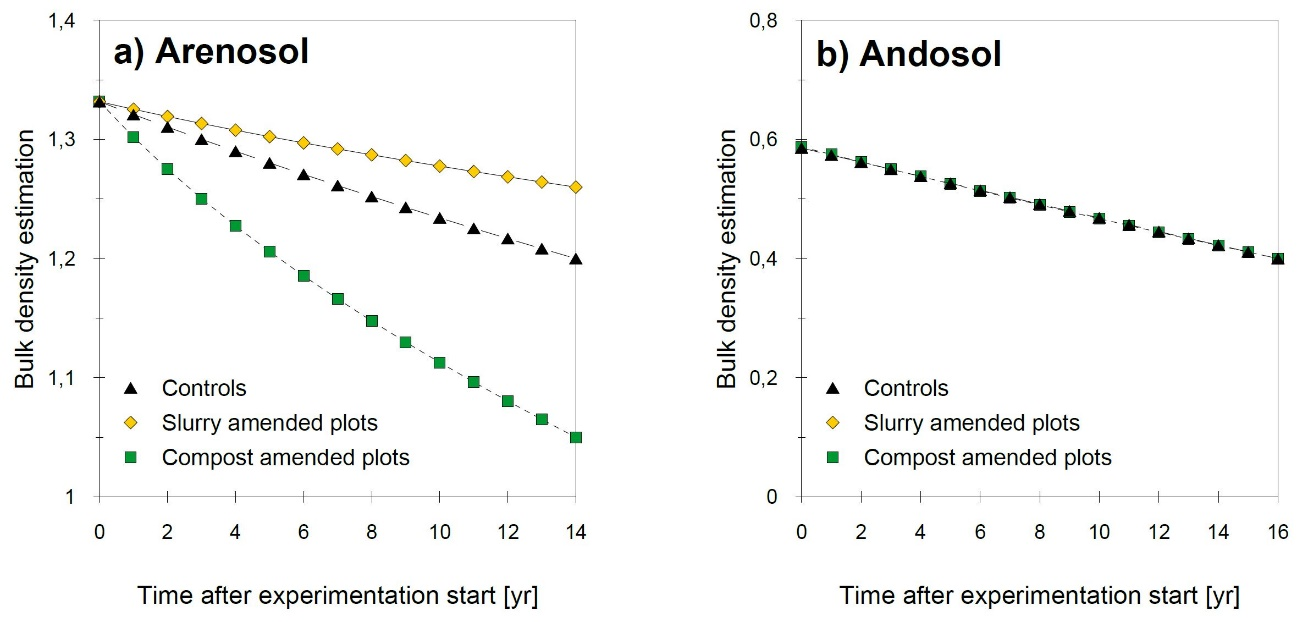 a) Arenosol
1,4
1,3
1,2
1,1
1
Bulk density estimation
Controls
Slurry amended plots
Compost amended plots
0 2 4 6 8 10 12 14
Time after experimentation start [yr]
b) Andosol
0,8
0,6
0,4
0,2
0
Bulk density estimation
Controls
Slurry amended plots
Compost amended plots
0 2 4 6 8 10 12 14 16
Time after experimentation start [yr]